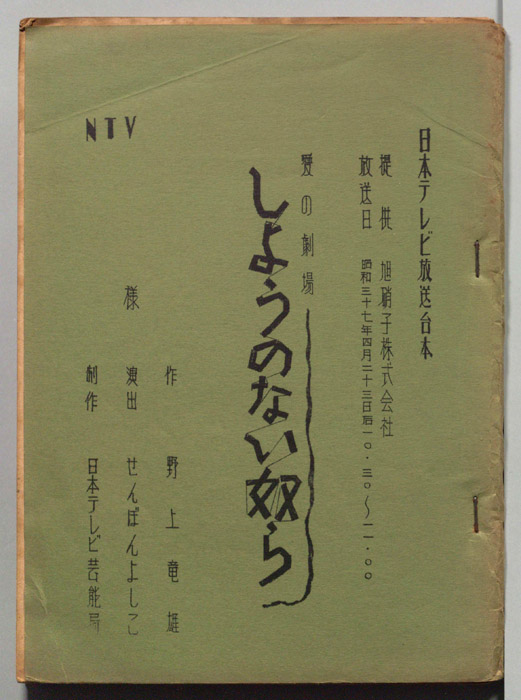 日本テレビ放送台本
提供 旭硝子株式会社
放送日 昭和三十七年四月二十三日后一〇・三〇～一一・〇〇
愛の劇場
しようのない奴ら
作 野上竜雄
演出 せんぼんよしこ
様
制作 日本テレビ芸能局
NTV